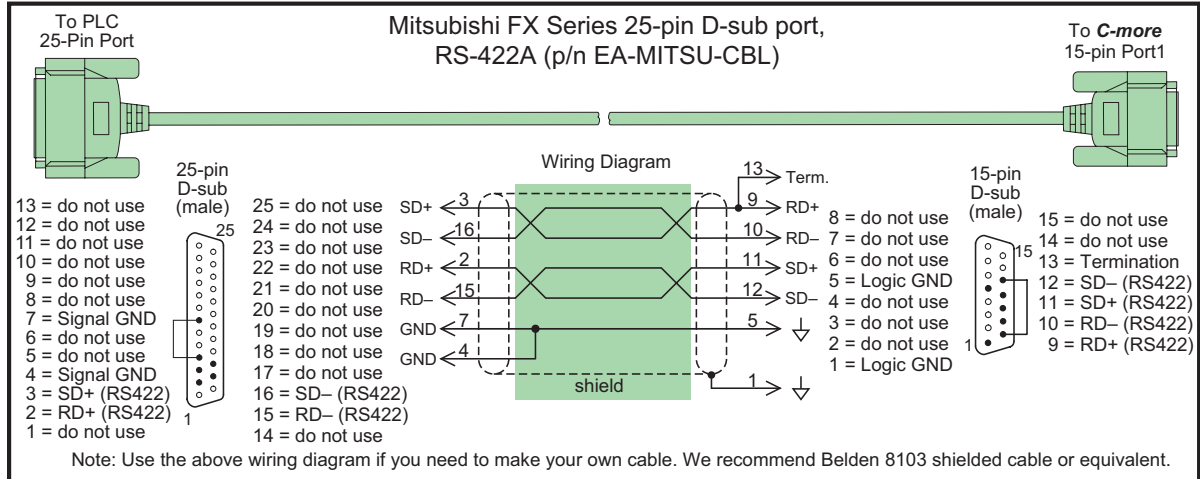 To PLC
25-Pin Port
Mitsubishi FX Series 25-pin D-sub port,
RS-422A (p/n EA-MITSU-CBL)
To C-more
15-pin Port1
25-pin
D-sub
(male)
13 = do not use
12 = do not use
11 = do not use
10 = do not use
9 = do not use
8 = do not use
7 = Signal GND
6 = do not use
5 = do not use
4 = Signal GND
3 = SD+ (RS422)
2 = RD+ (RS422)
1 = do not use
25
1
25 = do not use
24 = do not use
23 = do not use
22 = do not use
21 = do not use
20 = do not use
19 = do not use
18 = do not use
17 = do not use
16 = SD– (RS422)
15 = RD– (RS422)
14 = do not use
Wiring Diagram
13 Term.
SD+ 3 9 RD+
SD– 16 10 RD–
RD+ 2 11 SD+
RD– 15 12 SD–
GND 7 5
GND 4
shield 1
8 = do not use
7 = do not use
6 = do not use
5 = Logic GND
4 = do not use
3 = do not use
2 = do not use
1 = Logic GND
15-pin
D-sub
(male)
15
1
15 = do not use
14 = do not use
13 = Termination
12 = SD– (RS422)
11 = SD+ (RS422)
10 = RD– (RS422)
9 = RD+ (RS422)
Note: Use the above wiring diagram if you need to make your own cable. We recommend Belden 8103 shielded cable or equivalent.